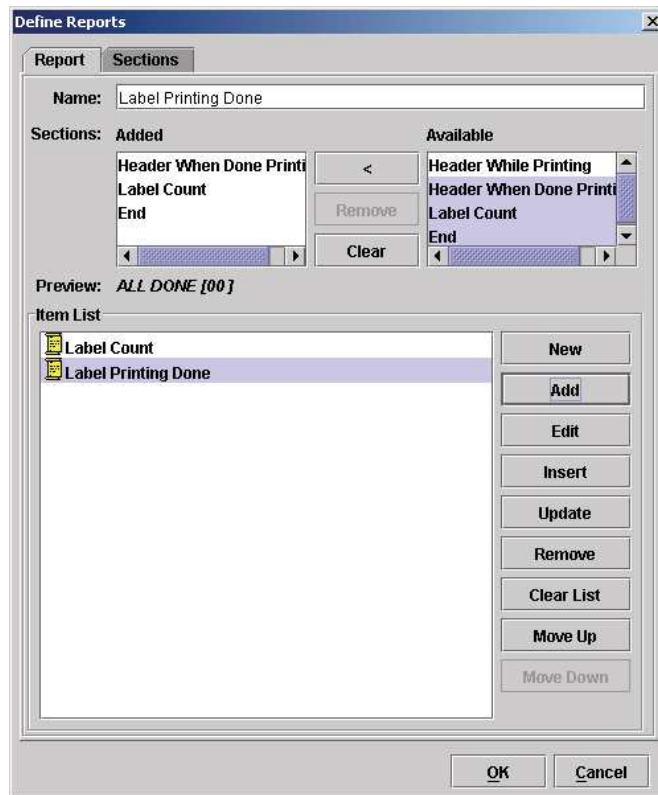 Define Reports
Report Sections
Name: Label Printing Done
Sections: Added Available
Header When Done Printi < Header While Printing
Label Count Remove Header When Done Printi
End Clear Label Count
End
Preview: ALL DONE [00 ]
Item List
Label Count New
Label Printing Done Add
Edit
Insert
Update
Remove
Clear List
Move Up
Move Down
OK Cancel